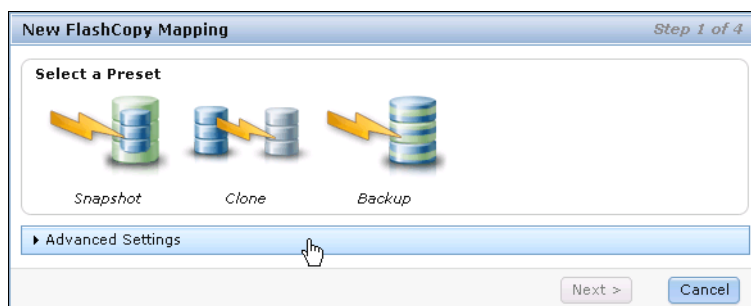 New FlashCopy Mapping Step 1 of 4
Select a Preset
Snapshot Clone Backup
Advanced Settings
Next > Cancel